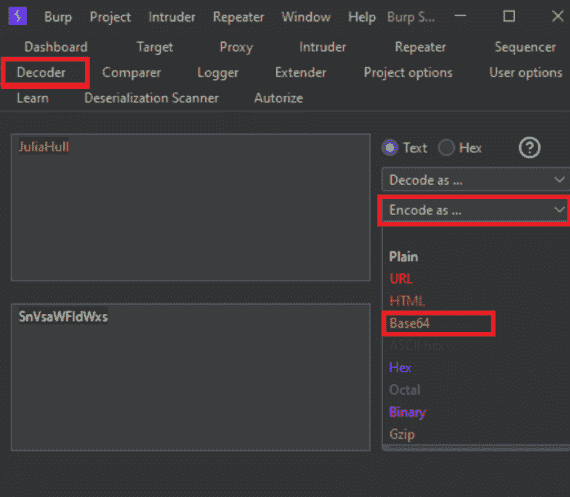 Burp Project Intruder Repeater Window Help Burp S...
Dashboard Target Proxy Intruder Repeater Sequencer
Decoder Comparer Logger Extender Project options User options
Learn Deserialization Scanner Autorize
JuliaHull
Text Hex ?
Decode as ...
Encode as ...
Plain
URL
HTML
SnVsaWFIdWxs
Base64
ASCII hex
Hex
Octal
Binary
Gzip